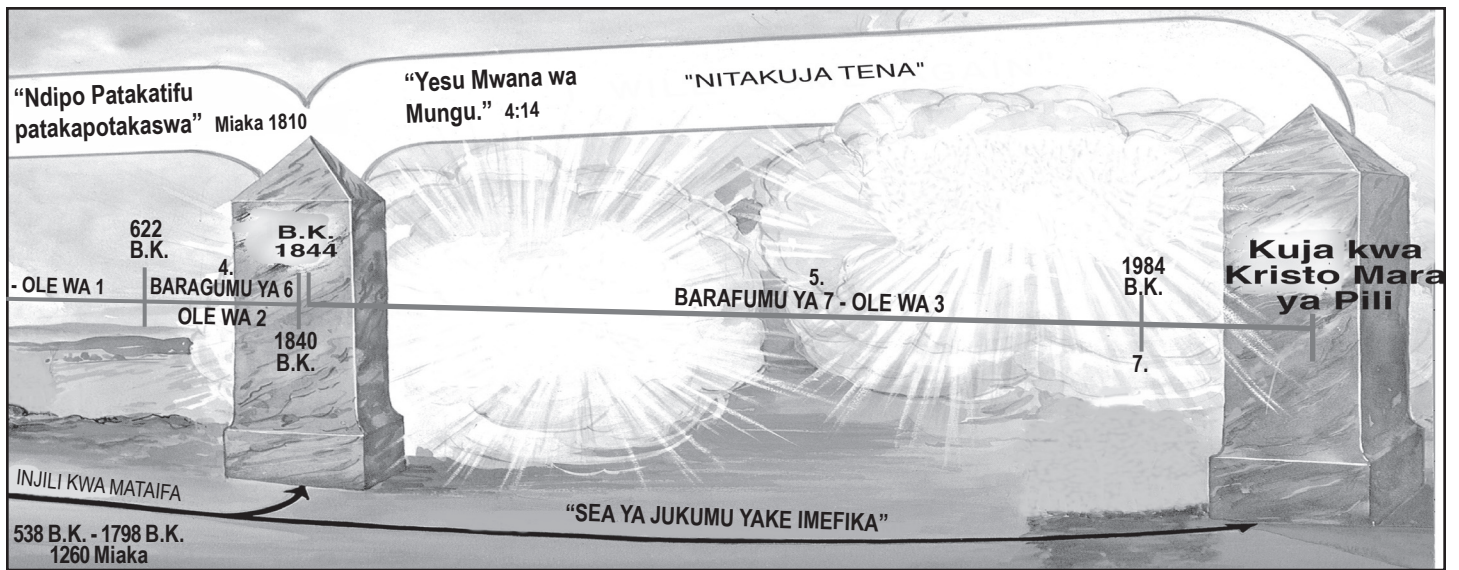 “Ndipo Patakatifu
patakapotakaswa” Miaka 1810
“Yesu Mwana wa
Mungu.” 4:14
"NITAKUJA TENA"
622
B.K.
B.K.
1844
- OLE WA 1
4.
BARAGUMU YA 6
OLE WA 2
1840
B.K.
5.
BARAFUMU YA 7 - OLE WA 3
1984
B.K.
7.
Kuja kwa
Kristo Mara
ya Pili
INJILI KWA MATAIFA
538 B.K. - 1798 B.K.
1260 Miaka
“SEA YA JUKUMU YAKE IMEFIKA”